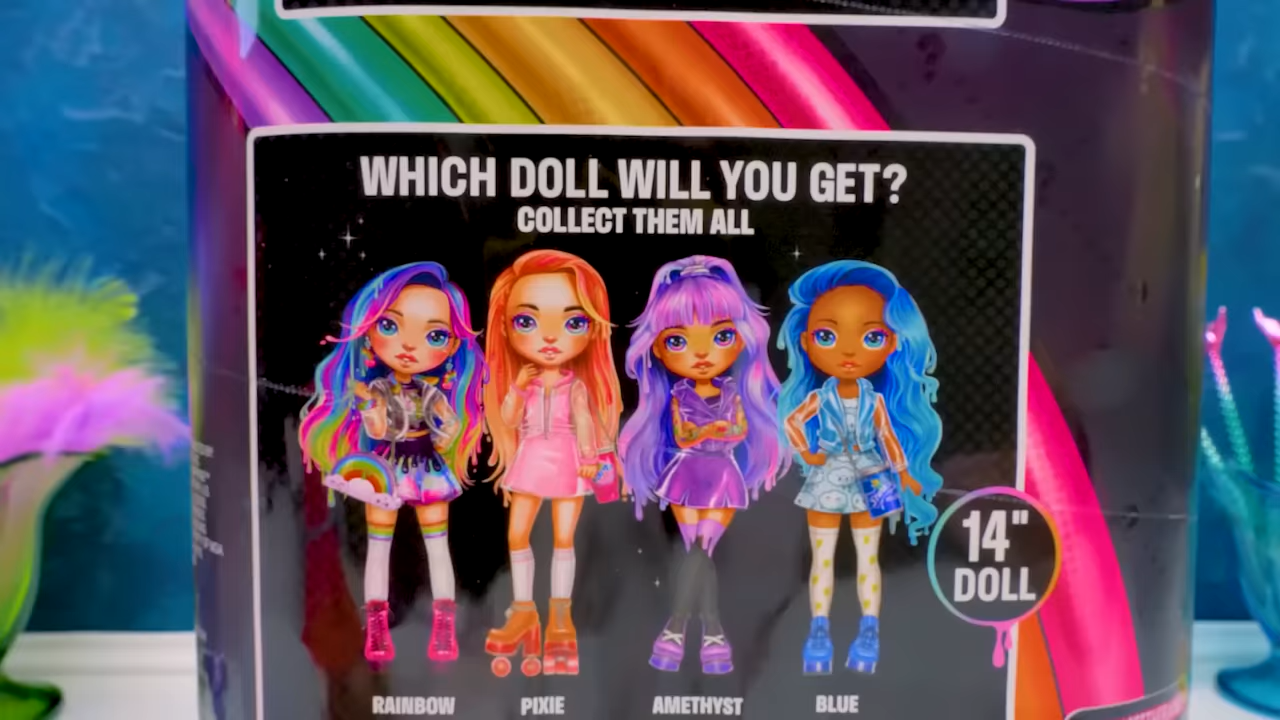 WHICH DOLL WILL YOU GET?
COLLECT THEM ALL
14" DOLL
RAINBOW
PIXIE
AMETHYST
BLUE